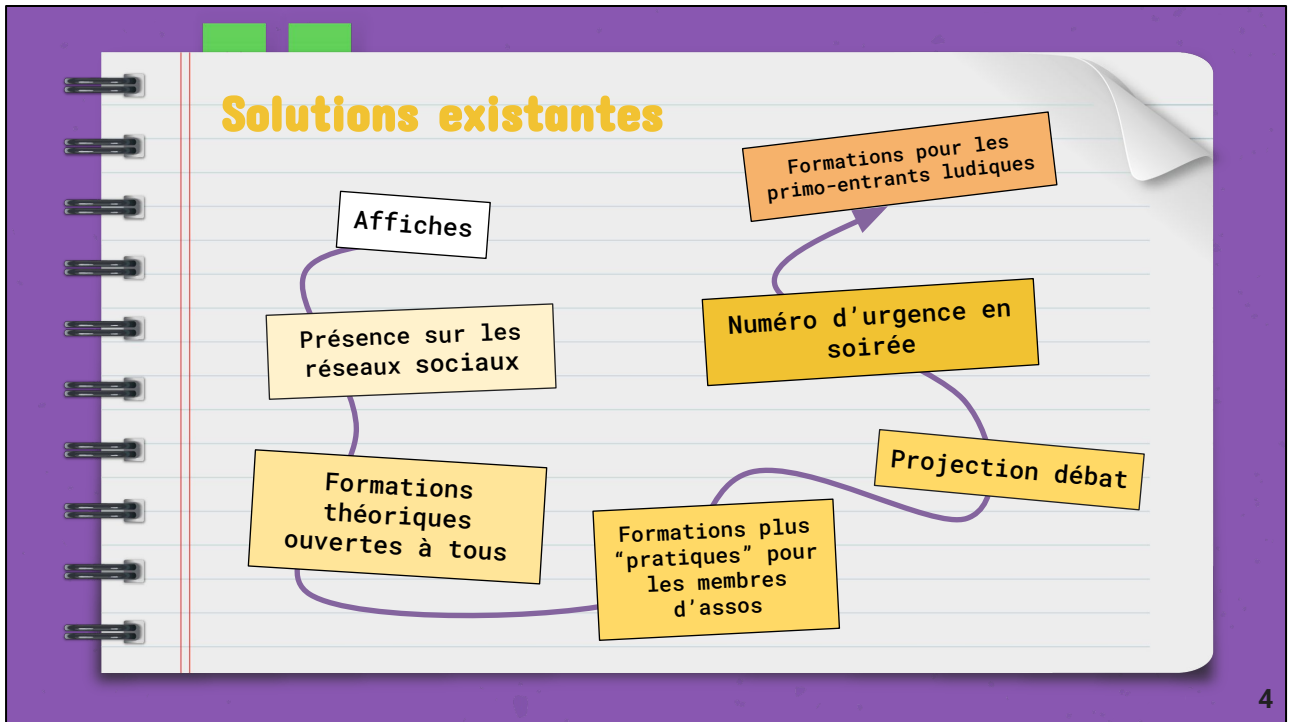 Solutions existantes
Affiches
Présence sur les
réseaux sociaux
Formations
théoriques
ouvertes à tous
Formations plus
“pratiques” pour
les membres
d’assos
Projection débat
Numéro d’urgence en
soirée
Formations pour les
primo-entrants ludiques
4